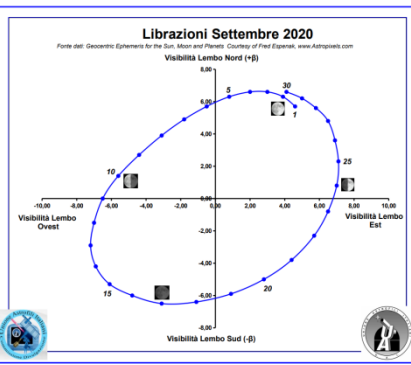 Librazioni Settembre 2020
Fonte dati: Geocentric Ephemeris for the Sun, Moon and Planets Courtesy of Fred Espenak, www.Astropixels.com
Visibilità Lembo Nord (+β)
8,00
30
5
6,00
1
4,00
2,00
25
10
-10,00 -8,00 -6,00 -4,00 -2,00 0,00 2,00 4,00 6,00 8,00 10,00
Visibilità Lembo Ovest
Visibilità Lembo Est
-2,00
-4,00
15
20
-6,00
-8,00
Visibilità Lembo Sud (-β)